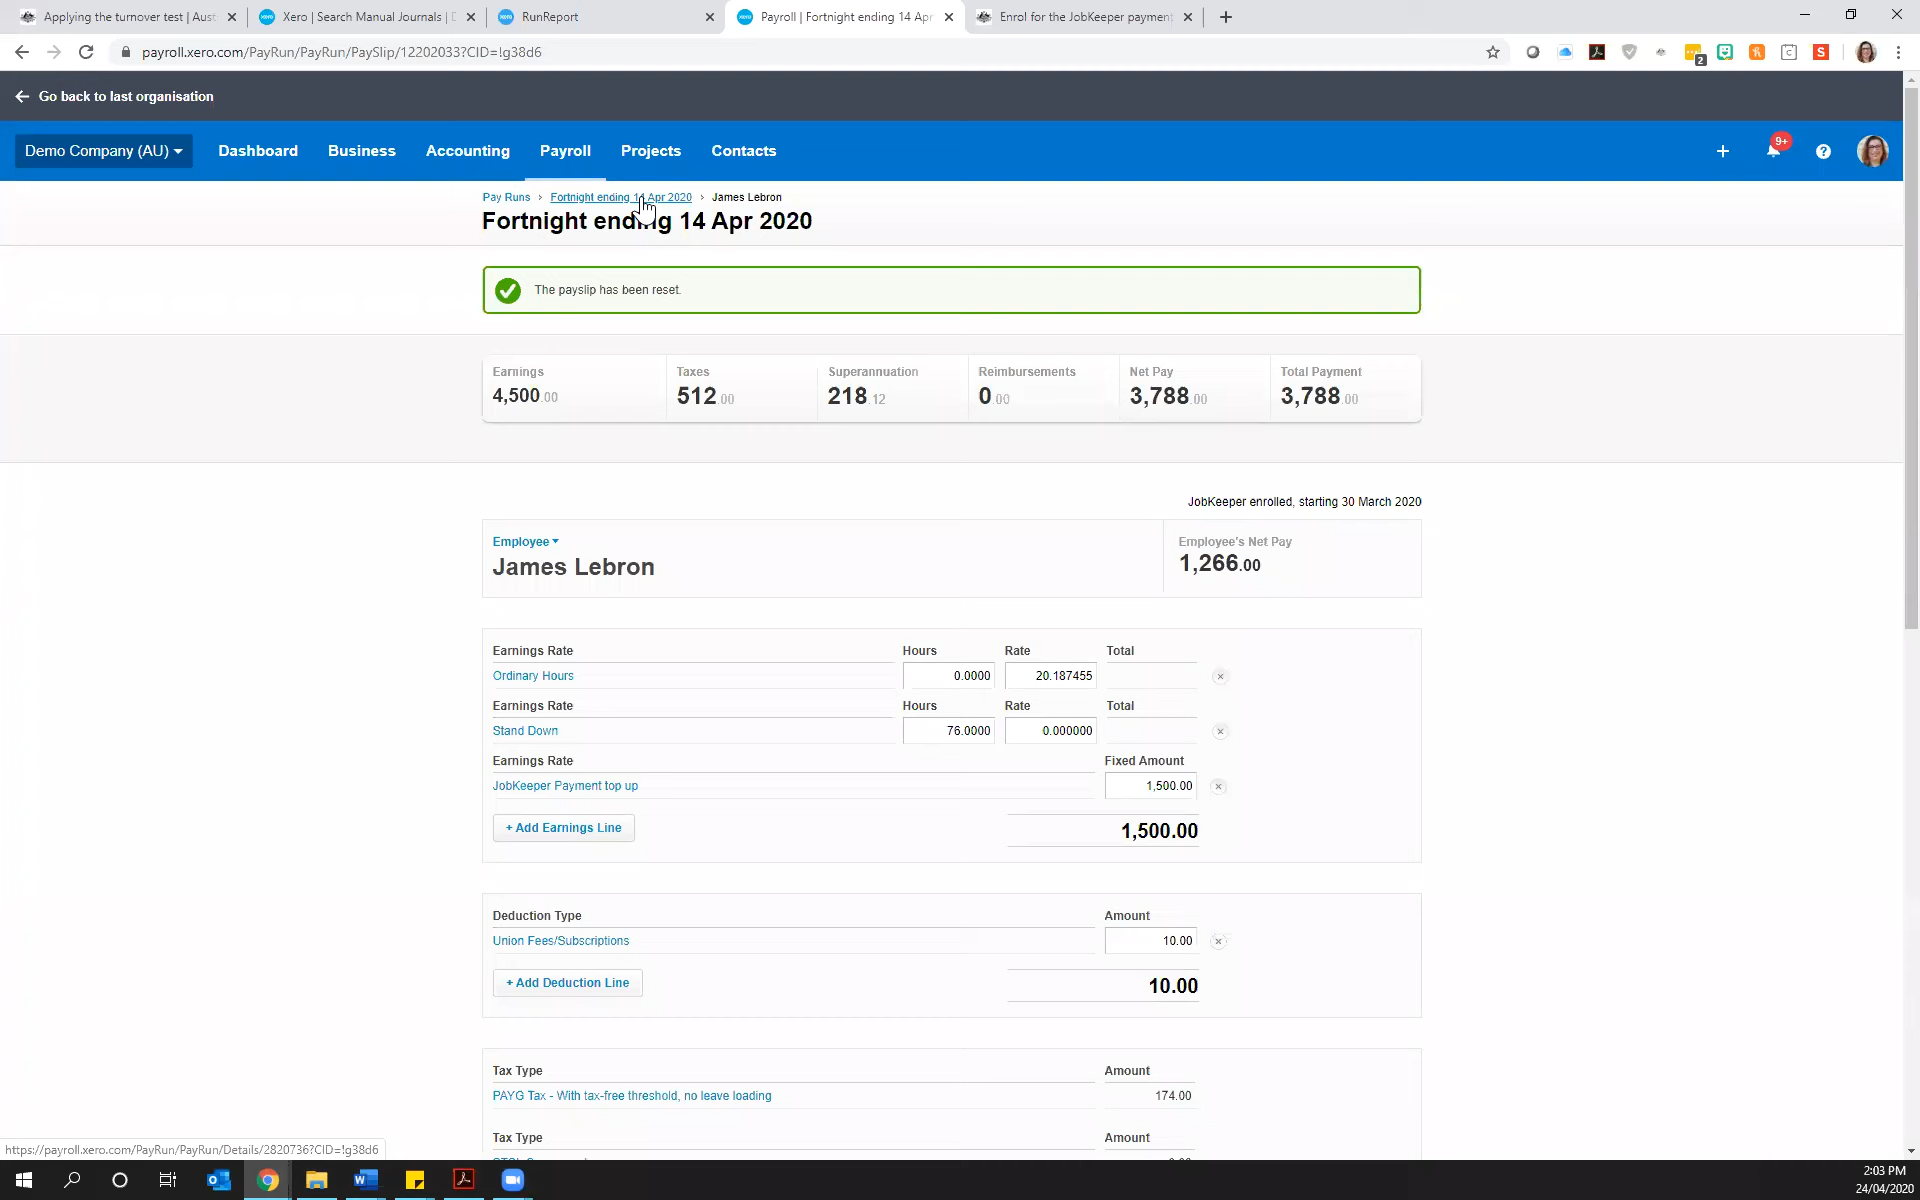 Applying the turnover test | Aust
Xero | Search Manual Journals | D
RunReport
Payroll | Fortnight ending 14 Apr
Enrol for the JobKeeper payment
payroll.xero.com/PayRun/PayRun/PaySlip/12202033?CID=!g38d6
2
Go back to last organisation
Demo Company (AU) Dashboard Business Accounting Payroll Projects Contacts
9+
Pay Runs › Fortnight ending 14 Apr 2020 › James Lebron
Fortnight ending 14 Apr 2020
The payslip has been reset.
Earnings Taxes Superannuation Reimbursements Net Pay Total Payment
4,500.00 512.00 218.12 0.00 3,788.00 3,788.00
JobKeeper enrolled, starting 30 March 2020
Employee Employee's Net Pay
James Lebron 1,266.00
Earnings Rate Hours Rate Total
Ordinary Hours 0.0000 20.187455
Earnings Rate Hours Rate Total
Stand Down 76.0000 0.000000
Earnings Rate Fixed Amount
JobKeeper Payment top up 1,500.00
+ Add Earnings Line 1,500.00
Deduction Type Amount
Union Fees/Subscriptions 10.00
+ Add Deduction Line 10.00
Tax Type Amount
PAYG Tax - With tax-free threshold, no leave loading 174.00
Tax Type Amount
https://payroll.xero.com/PayRun/PayRun/Details/2820736?CID=!g38d6
2:03 PM
24/04/2020